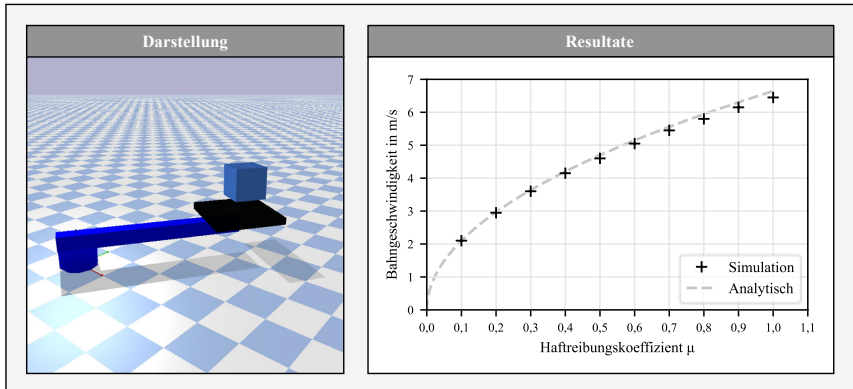 Darstellung
Resultate
7
6
5
4
3
2
1
0
Bahngeschwindigkeit in m/s
Simulation
Analytisch
0,0 0,1 0,2 0,3 0,4 0,5 0,6 0,7 0,8 0,9 1,0 1,1
Haftreibungskoeffizient μ